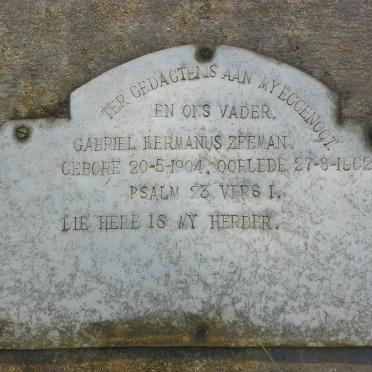 TER GEDAGTENIS AAN MY EGGENOOT
EN ONS VADER.
GABRIEL HERMANUS ZEEMAN.
GEBORE 20-5-1904. OORLEDE 27-8-1962
PSALM 23 VERS 1.
DIE HERE IS MY HERDER.